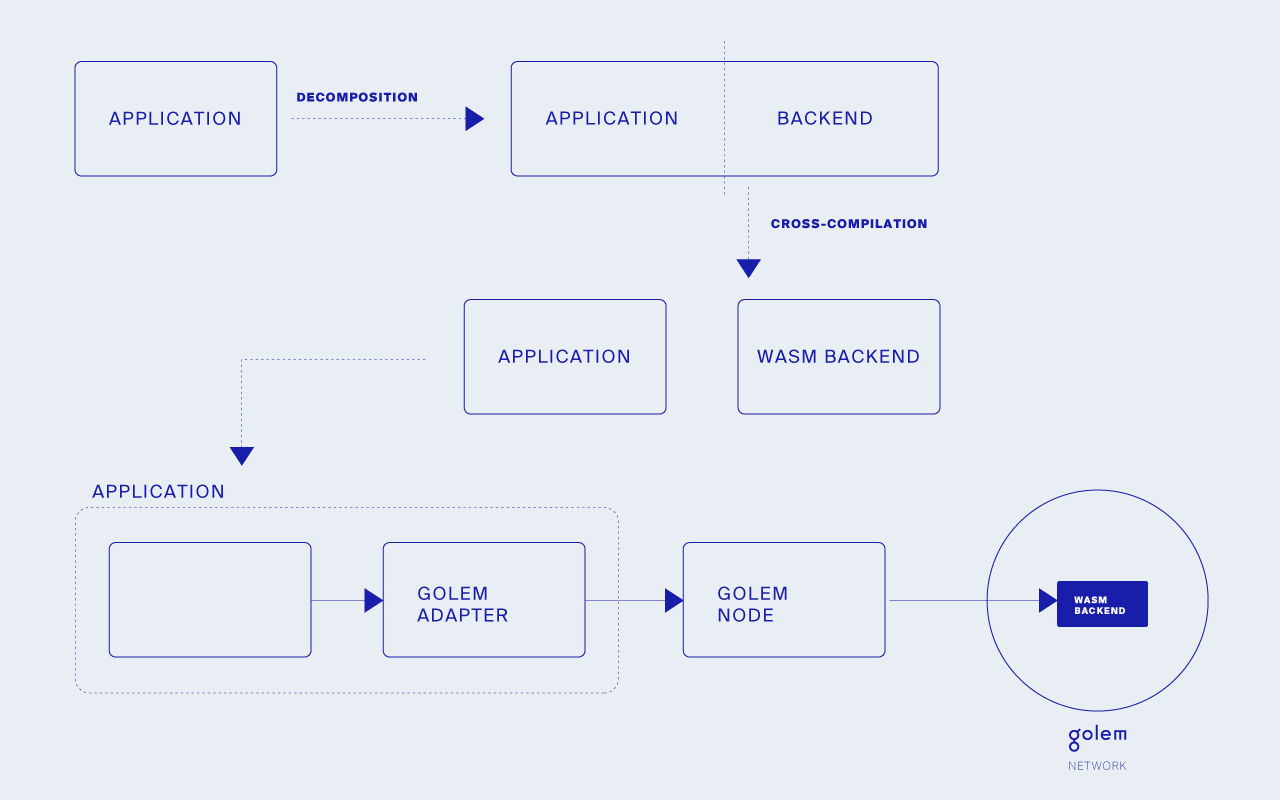 APPLICATION
DECOMPOSITION
APPLICATION
BACKEND
CROSS-COMPILATION
APPLICATION
WASM BACKEND
APPLICATION
GOLEM
ADAPTER
GOLEM
NODE
WASM
BACKEND
golem
NETWORK